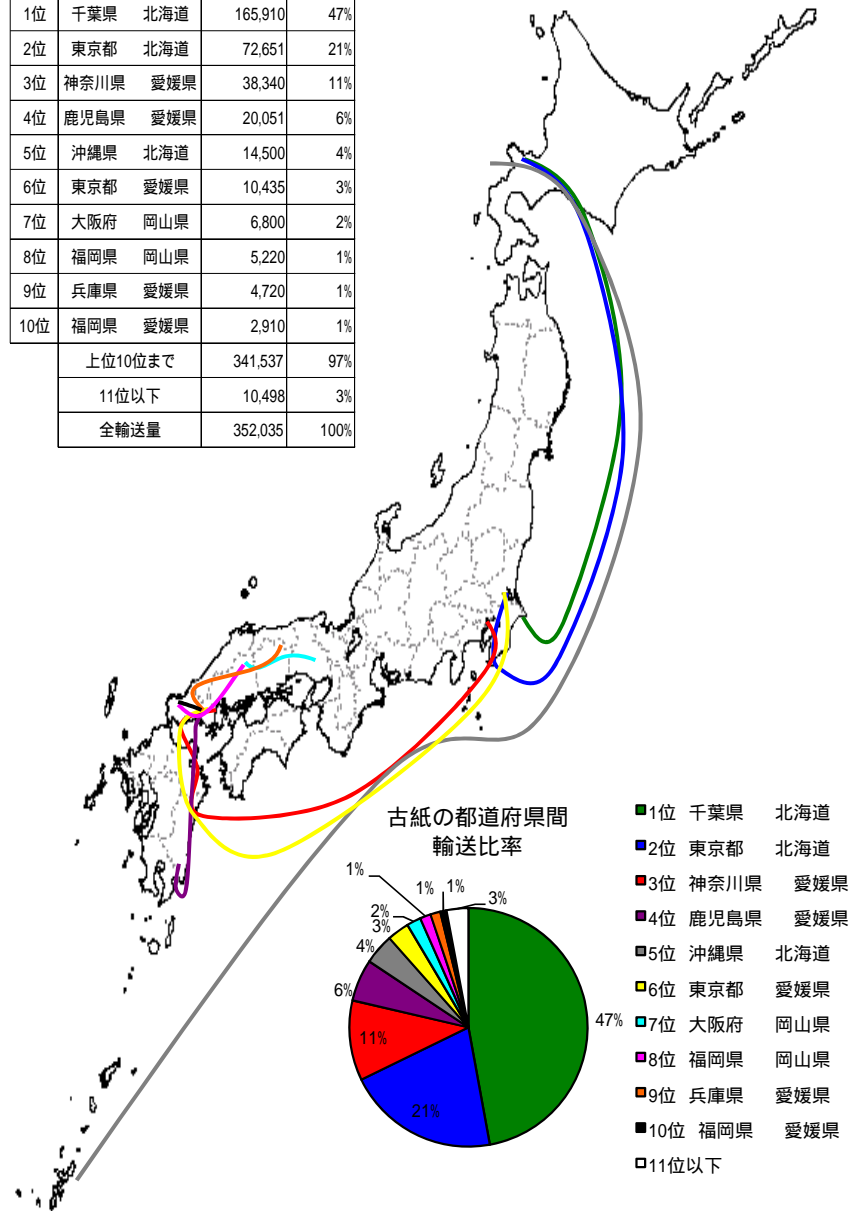 1位 千葉県 北海道 165,910 47%
2位 東京都 北海道 72,651 21%
3位 神奈川県 愛媛県 38,340 11%
4位 鹿児島県 愛媛県 20,051 6%
5位 沖縄県 北海道 14,500 4%
6位 東京都 愛媛県 10,435 3%
7位 大阪府 岡山県 6,800 2%
8位 福岡県 岡山県 5,220 1%
9位 兵庫県 愛媛県 4,720 1%
10位 福岡県 愛媛県 2,910 1%
上位10位まで 341,537 97%
11位以下 10,498 3%
全輸送量 352,035 100%
古紙の都道府県間
輸送比率
1%
1%
1%
3%
2%
3%
4%
6%
11%
21%
47%
1位 千葉県 北海道
2位 東京都 北海道
3位 神奈川県 愛媛県
4位 鹿児島県 愛媛県
5位 沖縄県 北海道
6位 東京都 愛媛県
7位 大阪府 岡山県
8位 福岡県 岡山県
9位 兵庫県 愛媛県
10位 福岡県 愛媛県
11位以下